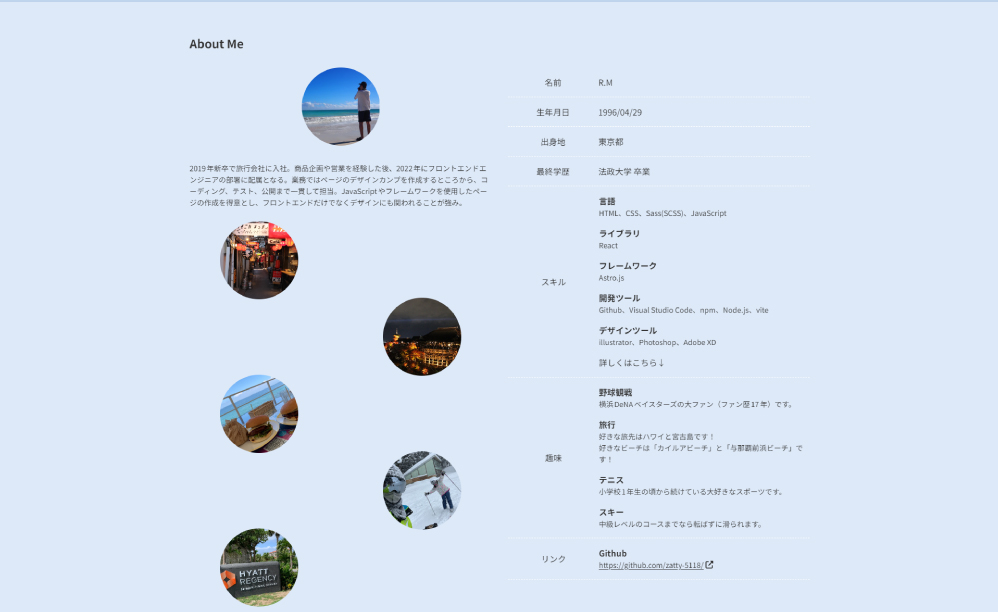 About Me
2019年新卒で旅行会社に入社。商品企画や営業を経験した後、2022年にフロントエンドエ
ンジニアの部署に配属となる。業務ではページのデザインカンプを作成するところから、コ
ーディング、テスト、公開まで一貫して担当。JavaScriptやフレームワークを使用したペー
ジの作成を得意とし、フロントエンドだけでなくデザインにも関われることが強み。
HYATT
REGENCY
名前 R.M
生年月日 1996/04/29
出身地 東京都
最終学歴 法政大学 卒業
スキル
言語
HTML、CSS、Sass(SCSS)、JavaScript
ライブラリ
React
フレームワーク
Astro.js
開発ツール
Github、Visual Studio Code、npm、Node.js、vite
デザインツール
illustrator、Photoshop、Adobe XD
詳しくはこちら↓
趣味
野球観戦
横浜DeNAベイスターズの大ファン（ファン歴17年）です。
旅行
好きな旅先はハワイと宮古島です！
好きなビーチは「カイルアビーチ」と「与那覇前浜ビーチ」で
す！
テニス
小学校1年生の頃から続けている大好きなスポーツです。
スキー
中級レベルのコースまでなら転ばずに滑られます。
リンク
Github
https://github.com/zatty-5118/